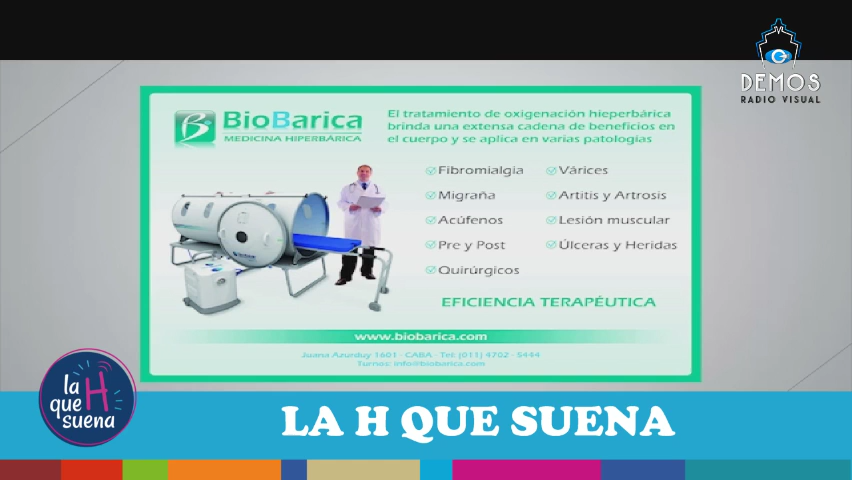 DEMOS
RADIO VISUAL
BioBarica
MEDICINA HIPERBÁRICA
El tratamiento de oxigenación hieperbárica
brinda una extensa cadena de beneficios en
el cuerpo y se aplica en varias patologías
Fibromialgia
Várices
Migraña
Artitis y Artrosis
Acúfenos
Lesión muscular
Pre y Post
Úlceras y Heridas
Quirúrgicos
EFICIENCIA TERAPÉUTICA
www.biobarica.com
Juana Azurduy 1601 - CABA - Tel: (011) 4702 - 5444
Turnos: info@biobarica.com
la H
que
suena
LA H QUE SUENA